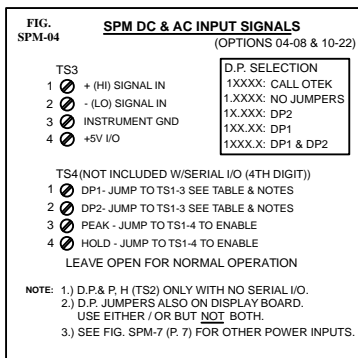 FIG.
SPM-04
SPM DC & AC INPUT SIGNALS
(OPTIONS 04-08 & 10-22)
TS3
1 + (HI) SIGNAL IN
2 - (LO) SIGNAL IN
3 INSTRUMENT GND
4 +5V I/O
D.P. SELECTION
1XXXX: CALL OTEK
1.XXXX: NO JUMPERS
1X.XXX: DP2
1XX.XX: DP1
1XXX.X: DP1 & DP2
TS4(NOT INCLUDED W/SERIAL I/O (4TH DIGIT))
1 DP1- JUMP TO TS1-3 SEE TABLE & NOTES
2 DP2- JUMP TO TS1-3 SEE TABLE & NOTES
3 PEAK - JUMP TO TS1-4 TO ENABLE
4 HOLD - JUMP TO TS1-4 TO ENABLE
LEAVE OPEN FOR NORMAL OPERATION
NOTE: 1.) D.P.& P, H (TS2) ONLY WITH NO SERIAL I/O.
2.) D.P. JUMPERS ALSO ON DISPLAY BOARD.
USE EITHER / OR BUT NOT BOTH.
3.) SEE FIG. SPM-7 (P. 7) FOR OTHER POWER INPUTS.